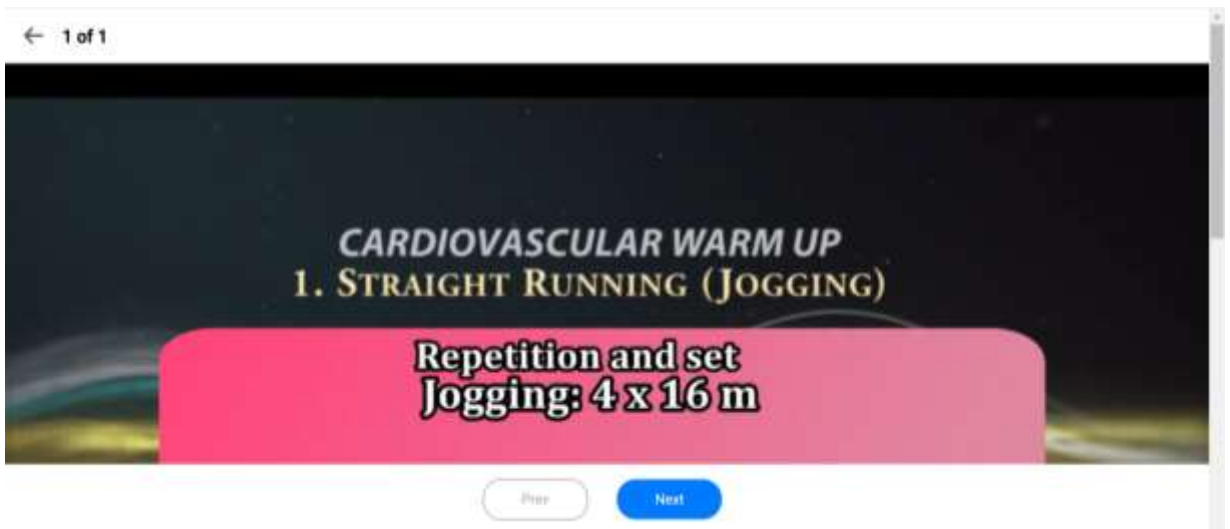 ← 1 of 1
CARDIOVASCULAR WARM UP
1. STRAIGHT RUNNING (JOGGING)
Repetition and set
Jogging: 4 x 16 m
Prev Next